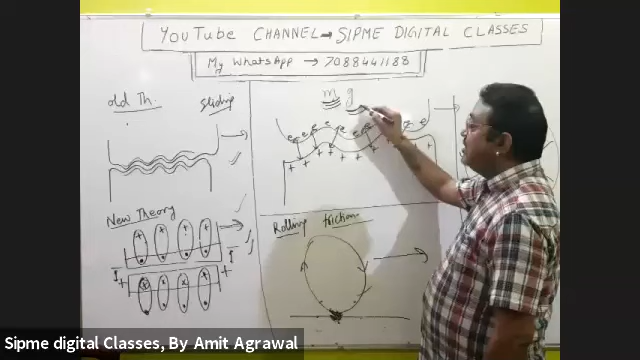 YouTube CHANNEL → SIPME DIGITAL CLASSES
My WhatsApp → 7088441188
old Th. sliding
m g
e e e e e e e e
+ + + + + + + + +
New Theory
Rolling friction
Sipme digital Classes, By Amit Agrawal